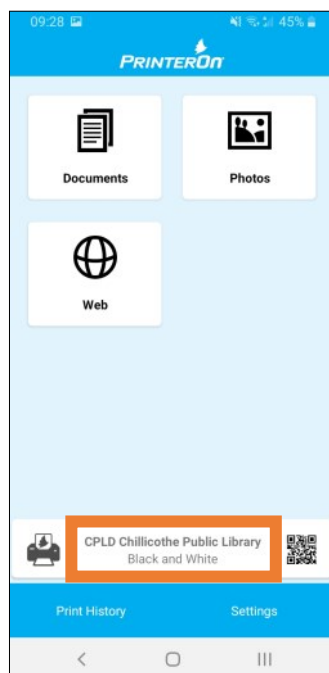 09:28 45%
PRINTERON
Documents Photos
Web
CPLD Chillicothe Public Library
Black and White
Print History Settings